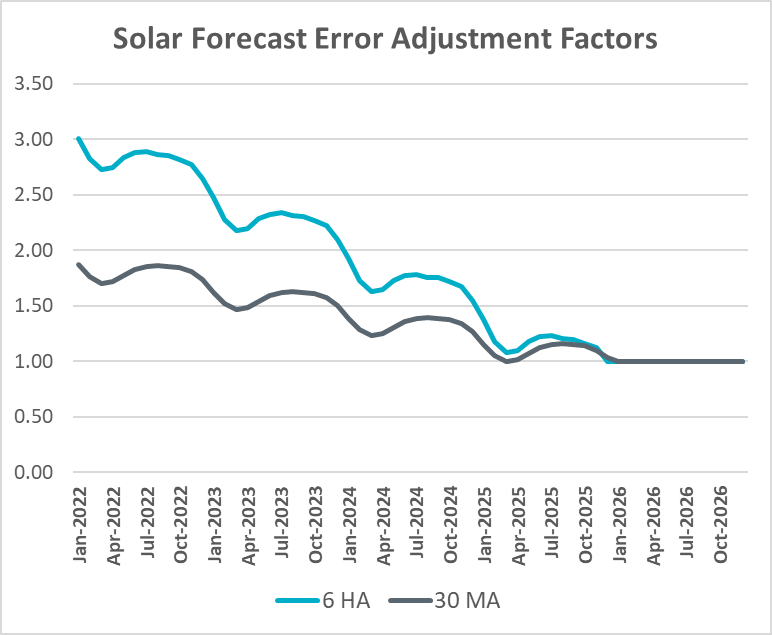 Solar Forecast Error Adjustment Factors
3.50
3.00
2.50
2.00
1.50
1.00
0.50
0.00
Jan-2022
Apr-2022
Jul-2022
Oct-2022
Jan-2023
Apr-2023
Jul-2023
Oct-2023
Jan-2024
Apr-2024
Jul-2024
Oct-2024
Jan-2025
Apr-2025
Jul-2025
Oct-2025
Jan-2026
Apr-2026
Jul-2026
Oct-2026
6 HA
30 MA